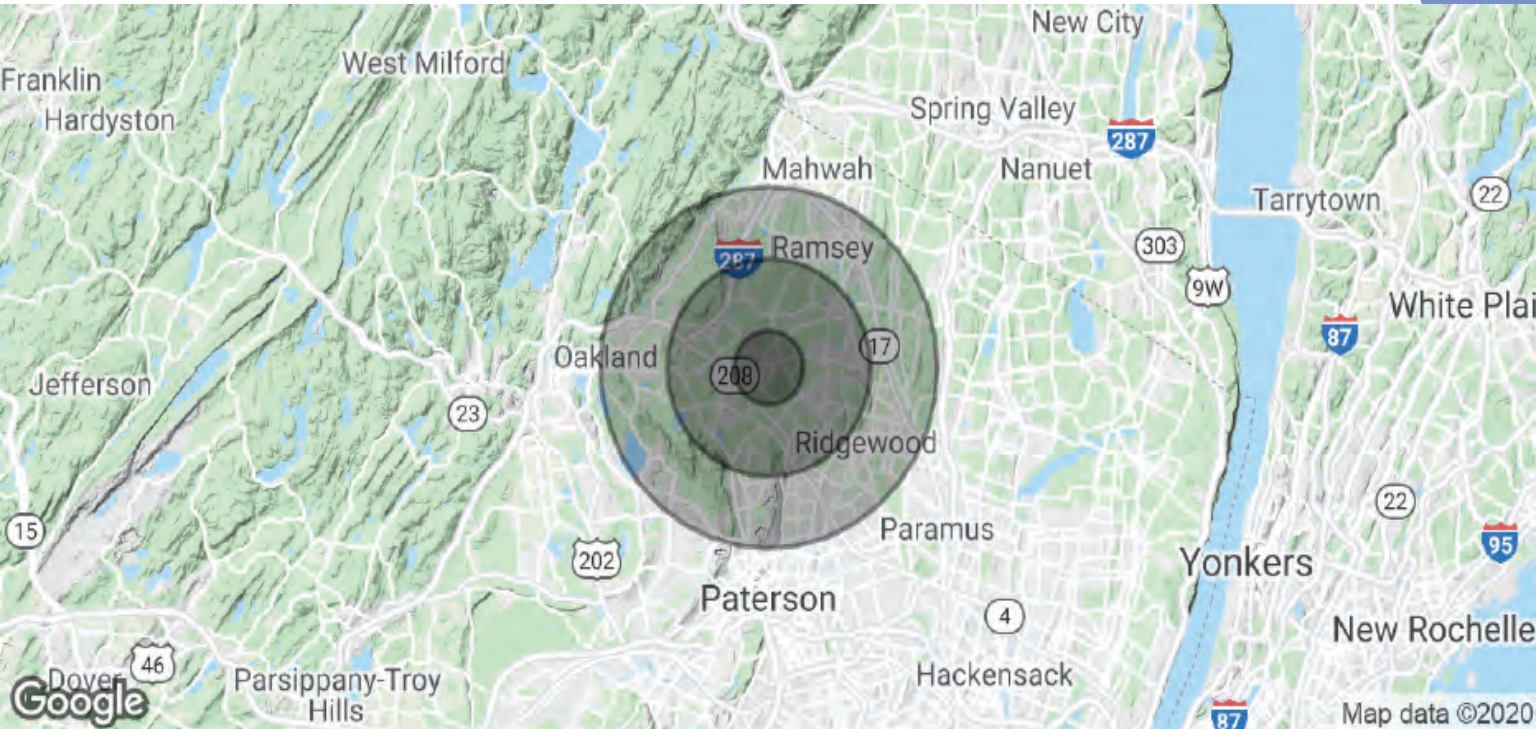 New City
West Milford
Franklin
Hardyston
Spring Valley
287
Mahwah
Nanuet
22
Tarrytown
303
Ramsey
287
9W
White Plai
87
17
Oakland
208
Jefferson
23
Ridgewood
22
15
Paramus
95
202
Yonkers
Paterson
4
New Rochelle
46
Dover
Parsippany-Troy
Hills
Hackensack
Google
87
Map data ©2020